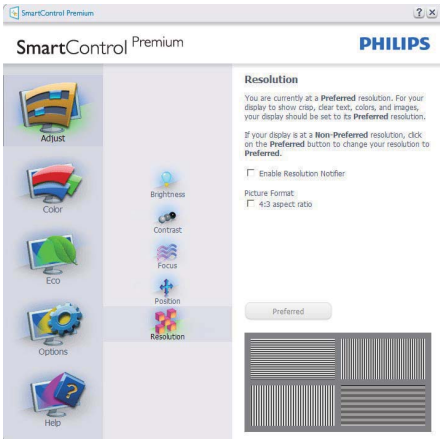 SmartControl Premium
SmartControl Premium
PHILIPS
Adjust
Color
Eco
Options
Help
Brightness
Contrast
Focus
Position
Resolution
Resolution
You are currently at a Preferred resolution. For your
display to show crisp, clear text, colors, and images,
your display should be set to its Preferred resolution.
If your display is at a Non-Preferred resolution, click
on the Preferred button to change your resolution to
Preferred.
Enable Resolution Notifier
Picture Format
4:3 aspect ratio
Preferred